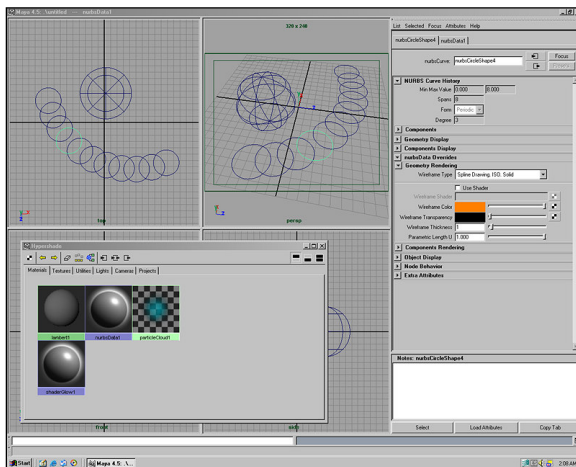 Maya 4.5: .\untitled -- nurbsData1
320 x 240
top
persp
front
side
List Selected Focus Attributes Help
nurbsCircleShape4 nurbsData1
nurbsCurve: nurbsCircleShape4
Focus
Presets
NURBS Curve History
Min Max Value 0.000 8.000
Spans 8
Form Periodic
Degree 3
Components
Geometry Display
Components Display
nurbsData Overrides
Geometry Rendering
Wireframe Type Spline Drawing: ISO, Solid
Use Shader
Wireframe Shader
Wireframe Color
Wireframe Transparency
Wireframe Thickness 1
Parametric Length U 1.000
Components Rendering
Object Display
Node Behavior
Extra Attributes
Notes: nurbsCircleShape4
Select Load Attributes Copy Tab
Hypershade
Materials Textures Utilities Lights Cameras Projects
lambert1 nurbsData1 particleCloud1
shaderGlow1
Start Maya 4.5: .\untitled ... 2:08 AM